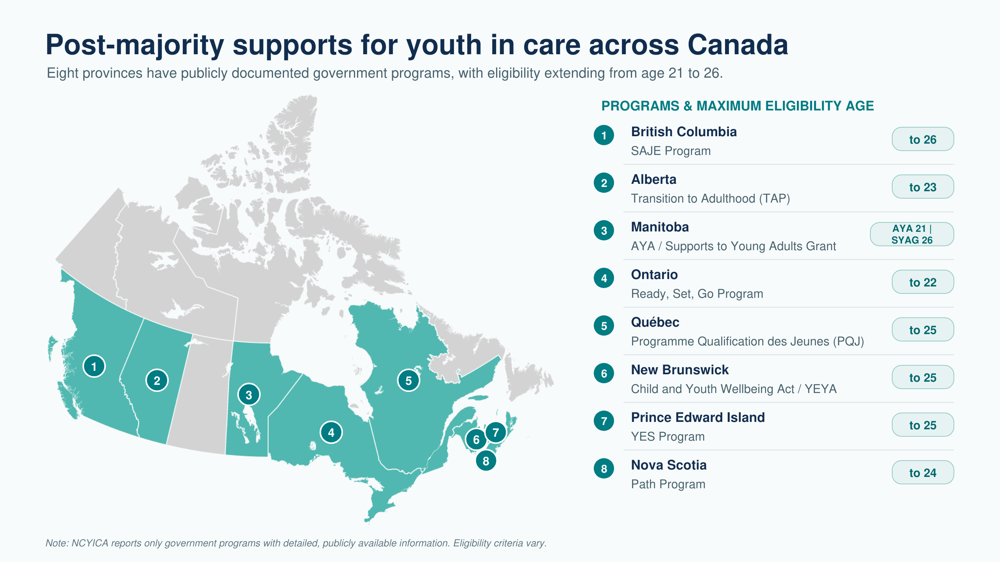 Post-majority supports for youth in care across Canada
Eight provinces have publicly documented government programs, with eligibility extending from age 21 to 26.
PROGRAMS & MAXIMUM ELIGIBILITY AGE
1
British Columbia
SAJE Program
to 26
2
Alberta
Transition to Adulthood (TAP)
to 23
3
Manitoba
AYA / Supports to Young Adults Grant
AYA 21 |
SYAG 26
4
Ontario
Ready, Set, Go Program
to 22
5
Québec
Programme Qualification des Jeunes (PQJ)
to 25
6
New Brunswick
Child and Youth Wellbeing Act / YEYA
to 25
7
Prince Edward Island
YES Program
to 25
8
Nova Scotia
Path Program
to 24
1
2
3
4
5
6
7
8
Note: NCYICA reports only government programs with detailed, publicly available information. Eligibility criteria vary.